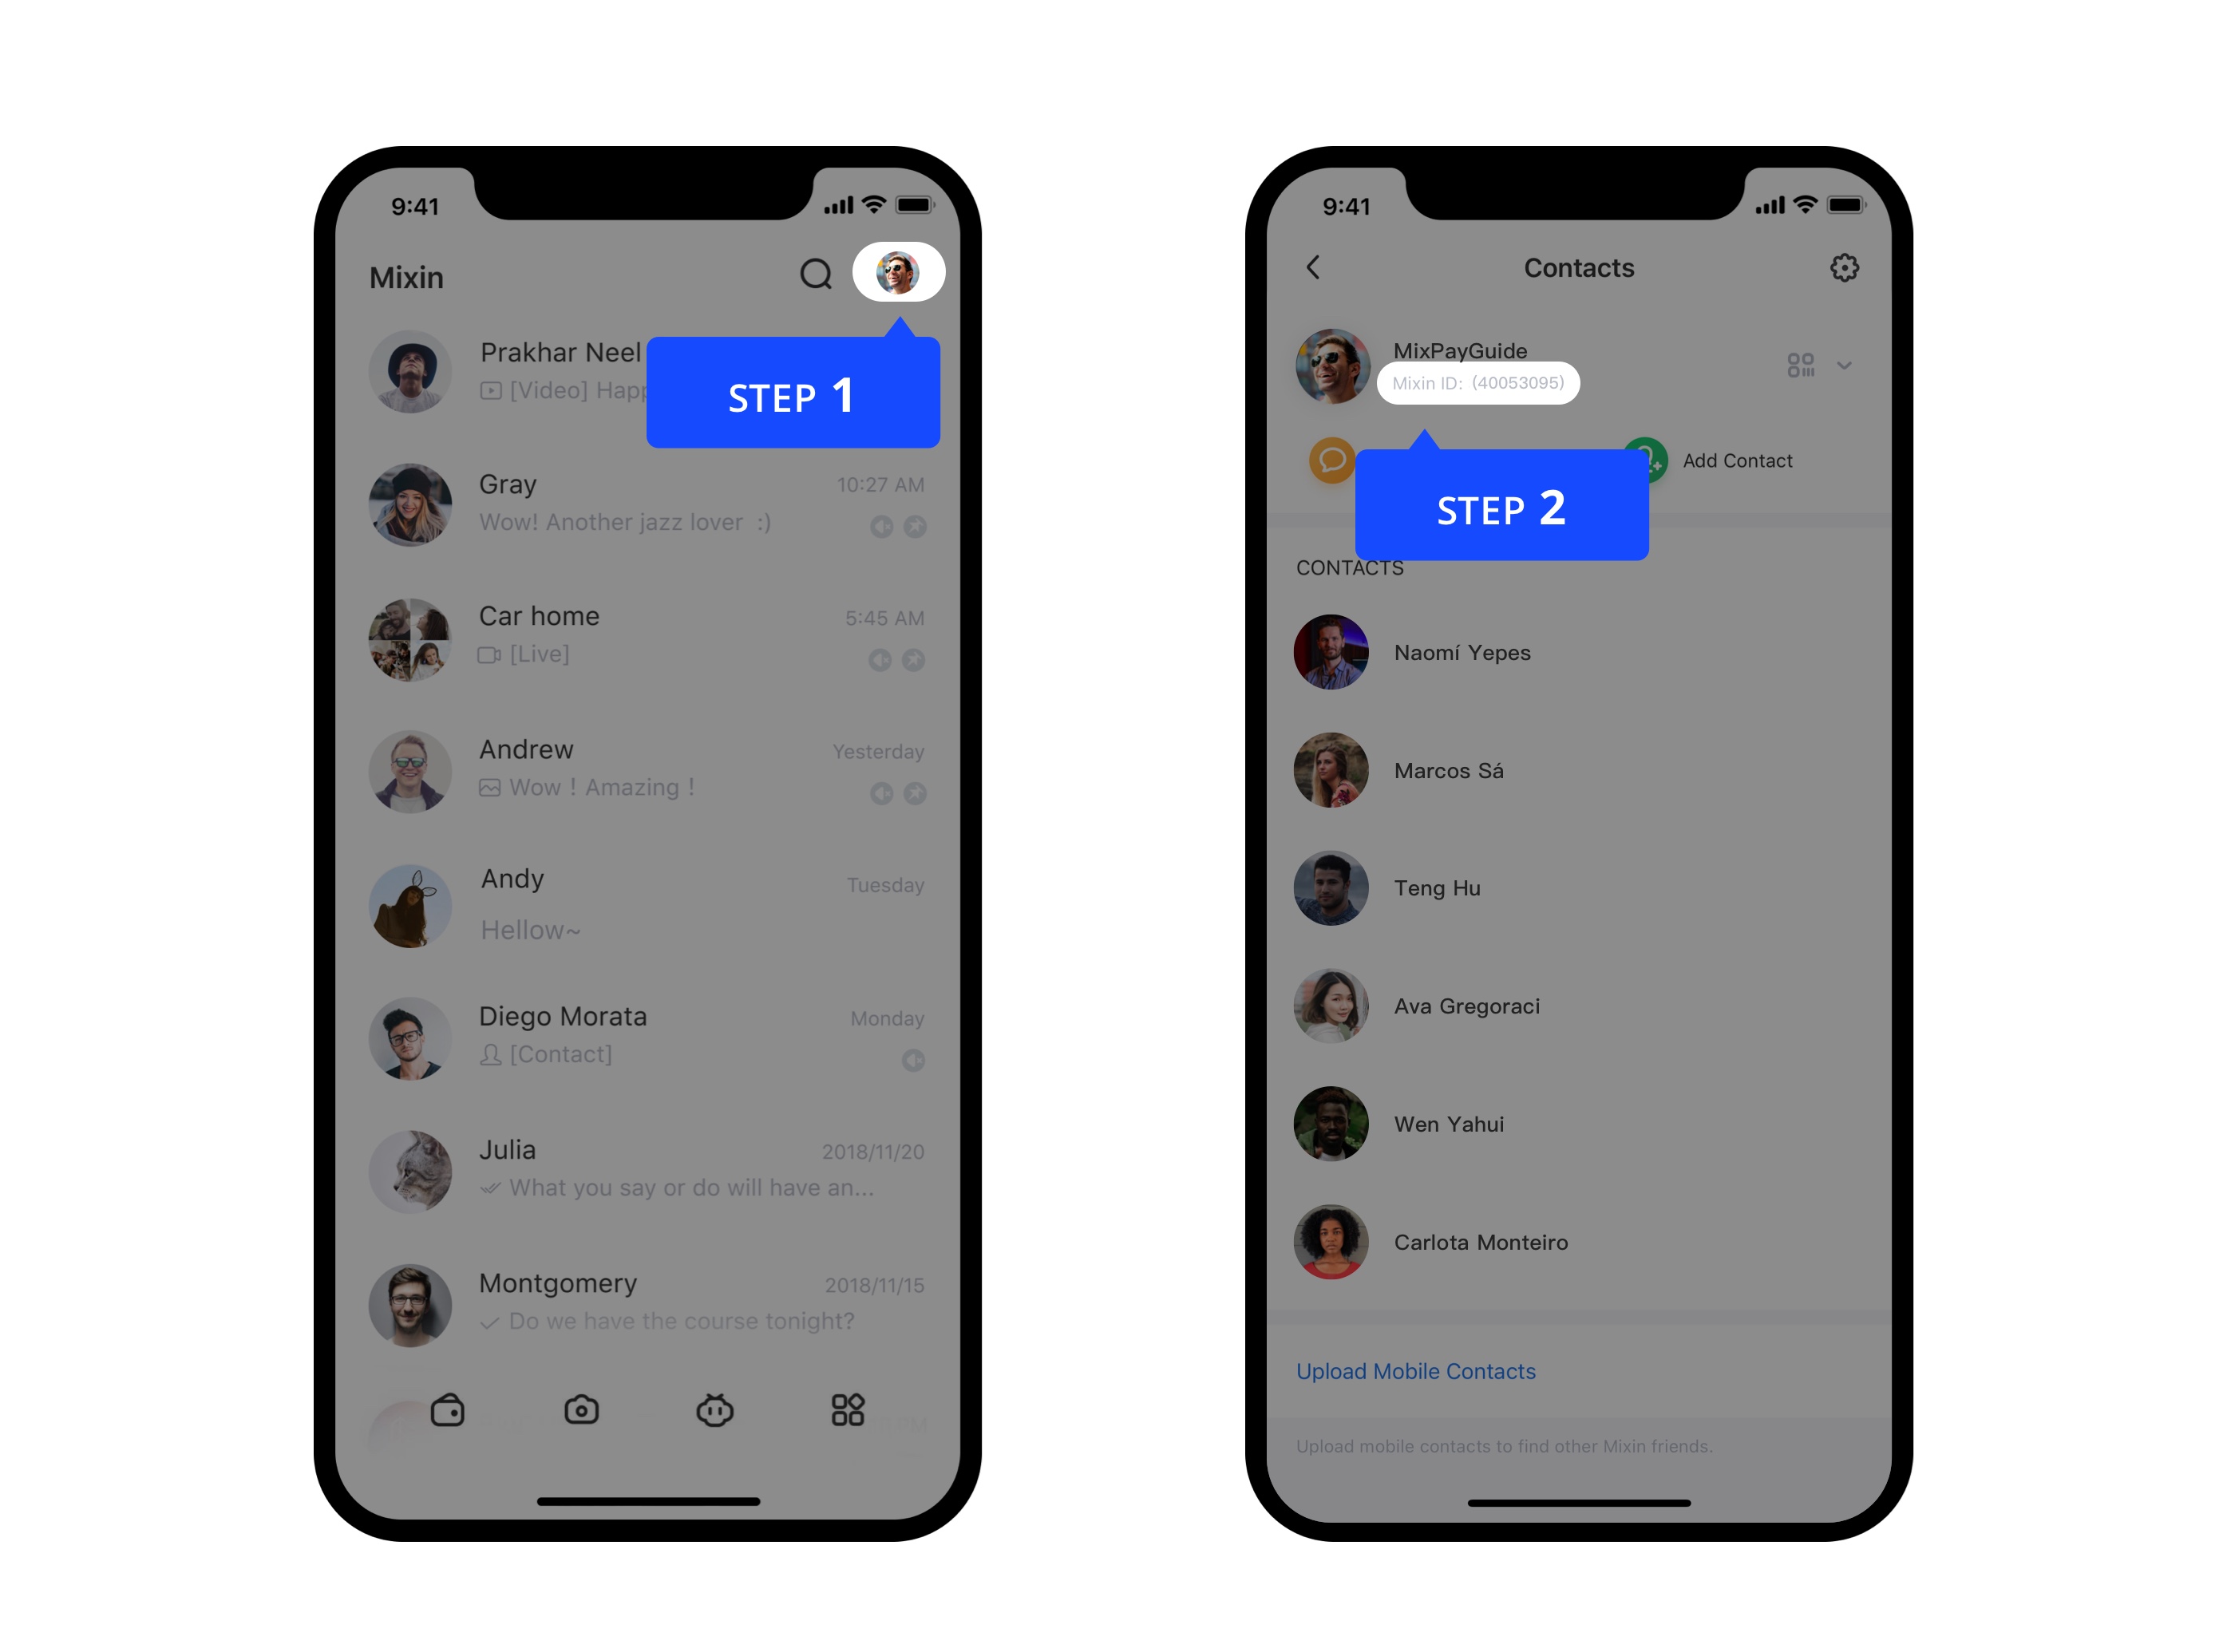 9:41
Mixin
Prakhar Neel
[Video] Hap
STEP 1
Gray
10:27 AM
Wow! Another jazz lover :)
Car home
5:45 AM
[Live]
Andrew
Yesterday
Wow ! Amazing !
Andy
Tuesday
Hellow~
Diego Morata
Monday
[Contact]
Julia
2018/11/20
What you say or do will have an...
Montgomery
2018/11/15
Do we have the course tonight?
9:41
Contacts
MixPayGuide
Mixin ID: (40053095)
Add Contact
STEP 2
CONTACTS
Naomí Yepes
Marcos Sá
Teng Hu
Ava Gregoraci
Wen Yahui
Carlota Monteiro
Upload Mobile Contacts
Upload mobile contacts to find other Mixin friends.